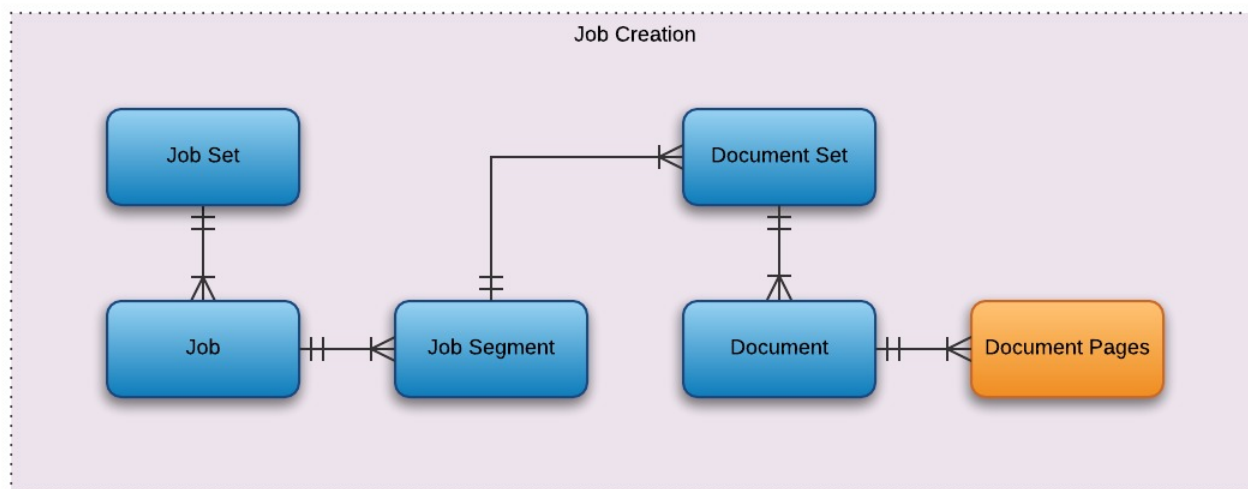 Job Creation
Job Set
Document Set
Job
Job Segment
Document
Document Pages